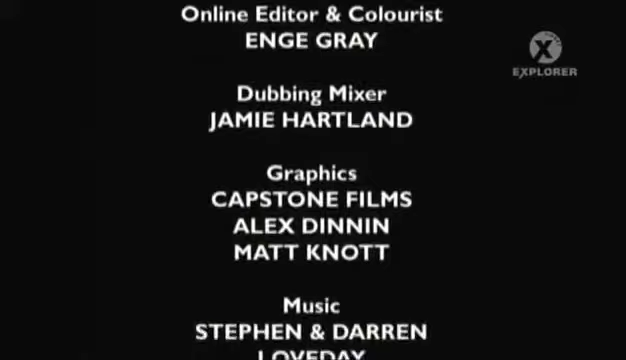 Online Editor & Colourist
ENGE GRAY
X
EXPLORER
Dubbing Mixer
JAMIE HARTLAND
Graphics
CAPSTONE FILMS
ALEX DINNIN
MATT KNOTT
Music
STEPHEN & DARREN
LOVEDAY